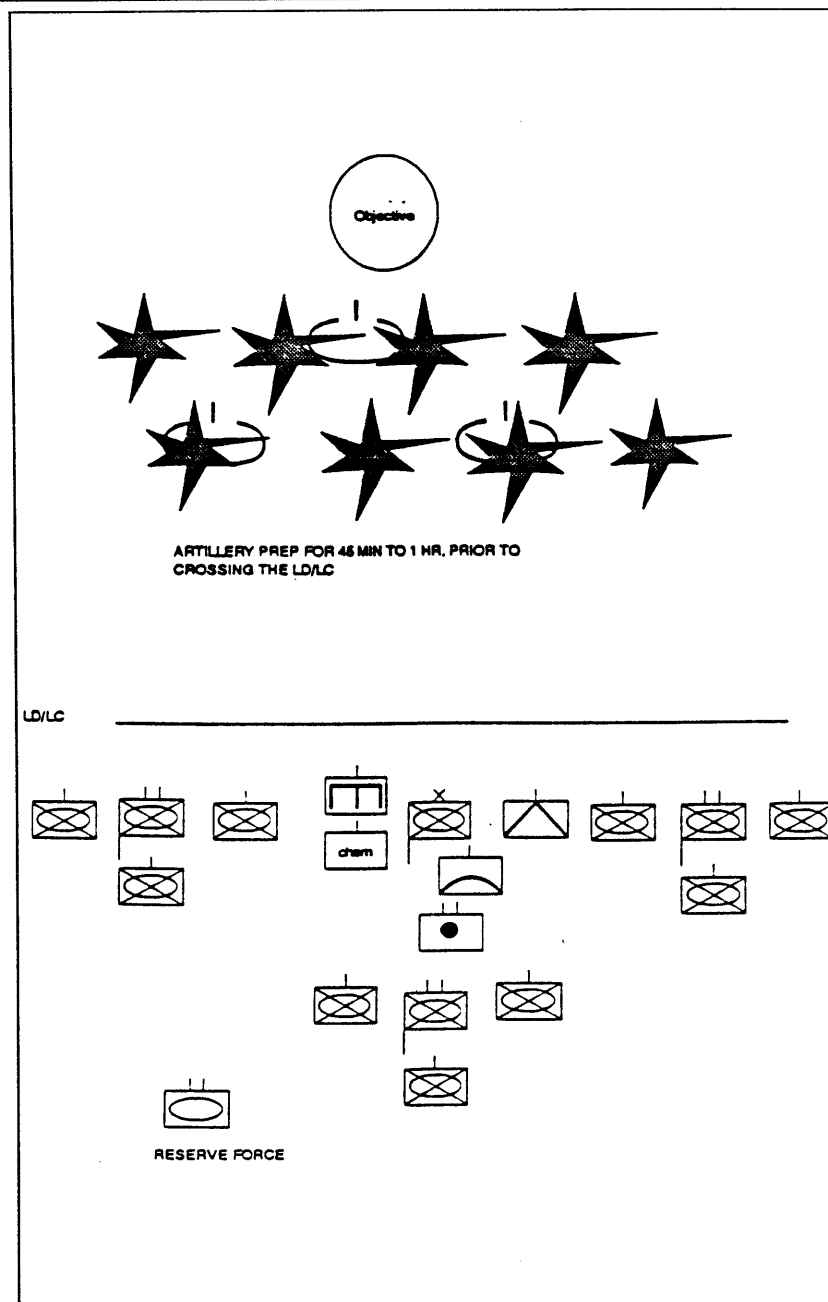 Objective
ARTILLERY PREP FOR 45 MIN TO 1 HR, PRIOR TO
CROSSING THE LD/LC
LD/LC
chem
RESERVE FORCE